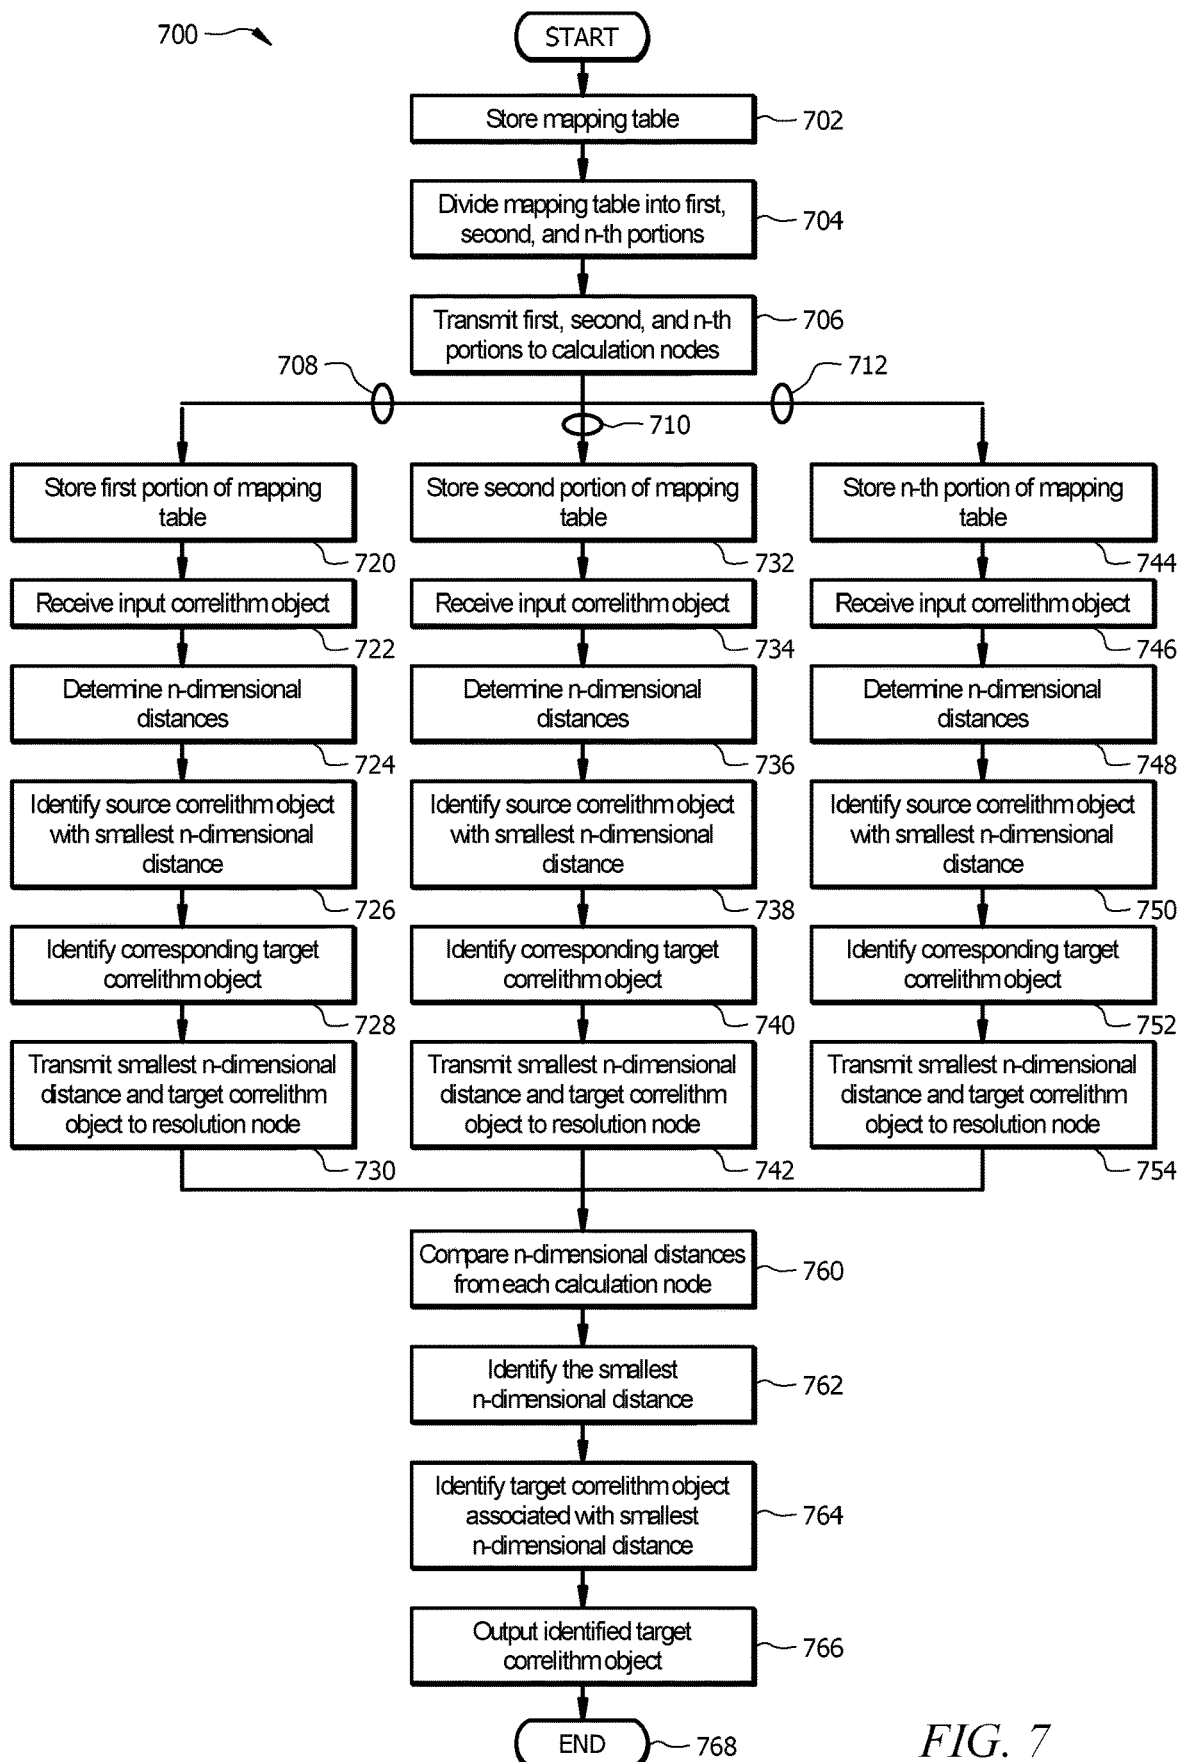 700
START
Store mapping table
702
Divide mapping table into first,
second, and n-th portions
704
Transmit first, second, and n-th
portions to calculation nodes
706
708
710
712
Store first portion of mapping
table
720
Receive input correlithm object
722
Determine n-dimensional
distances
724
Identify source correlithm object
with smallest n-dimensional
distance
726
Identify corresponding target
correlithm object
728
Transmit smallest n-dimensional
distance and target correlithm
object to resolution node
730
Store second portion of mapping
table
732
Receive input correlithm object
734
Determine n-dimensional
distances
736
Identify source correlithm object
with smallest n-dimensional
distance
738
Identify corresponding target
correlithm object
740
Transmit smallest n-dimensional
distance and target correlithm
object to resolution node
742
Store n-th portion of mapping
table
744
Receive input correlithm object
746
Determine n-dimensional
distances
748
Identify source correlithm object
with smallest n-dimensional
distance
750
Identify corresponding target
correlithm object
752
Transmit smallest n-dimensional
distance and target correlithm
object to resolution node
754
Compare n-dimensional distances
from each calculation node
760
Identify the smallest
n-dimensional distance
762
Identify target correlithm object
associated with smallest
n-dimensional distance
764
Output identified target
correlithm object
766
END
768
FIG. 7